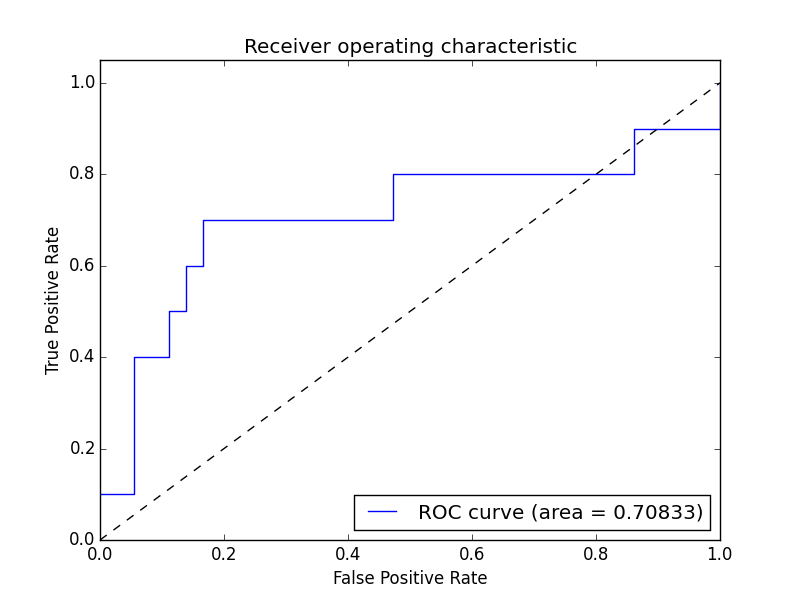 Receiver operating characteristic
True Positive Rate
1.0
0.8
0.6
0.4
0.2
0.0
ROC curve (area = 0.70833)
0.0 0.2 0.4 0.6 0.8 1.0
False Positive Rate